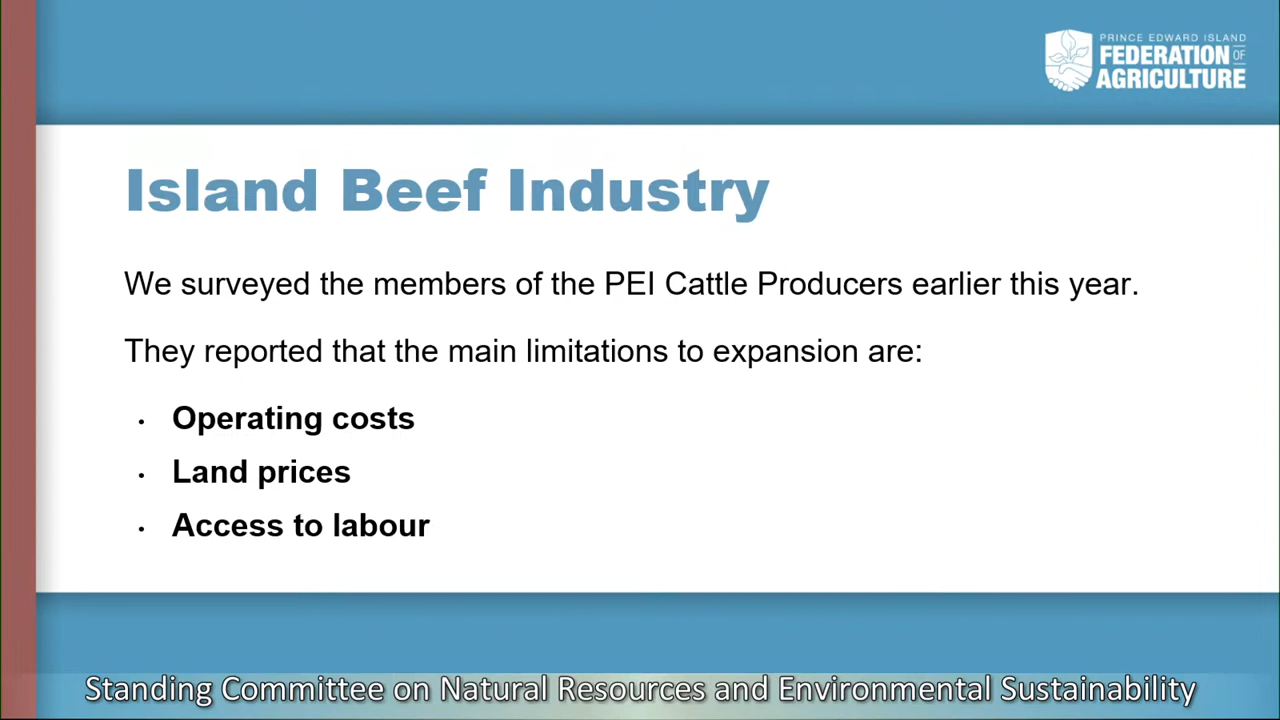 PRINCE EDWARD ISLAND
FEDERATION OF
AGRICULTURE
Island Beef Industry
We surveyed the members of the PEI Cattle Producers earlier this year.
They reported that the main limitations to expansion are:
· Operating costs
· Land prices
· Access to labour
Standing Committee on Natural Resources and Environmental Sustainability